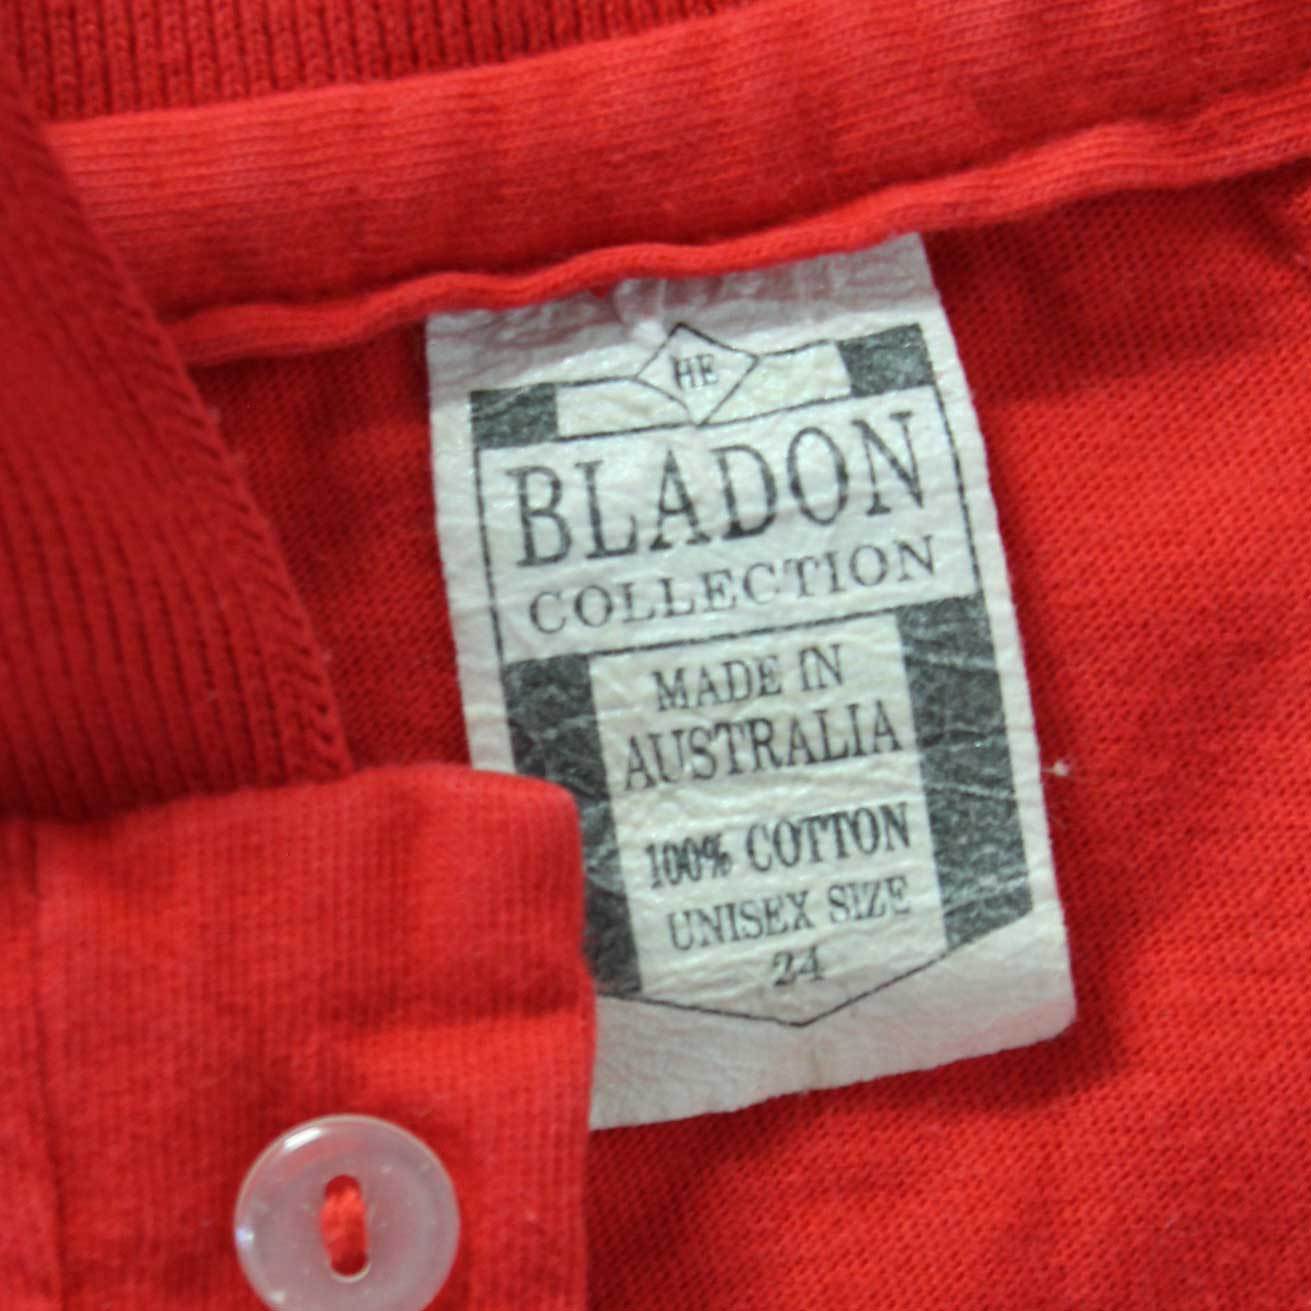 HE
BLADON
COLLECTION
MADE IN
AUSTRALIA
100% COTTON
UNISEX SIZE
24